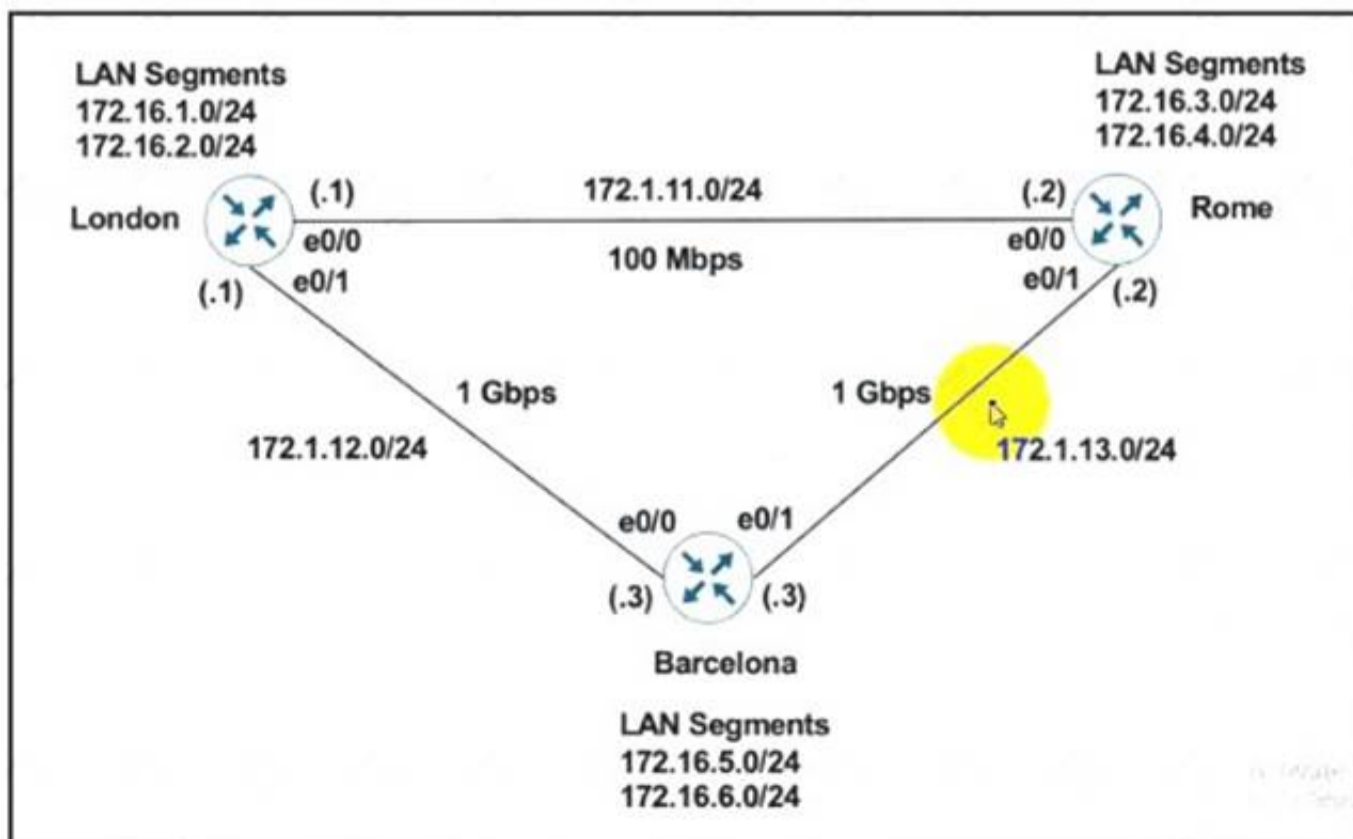 LAN Segments
172.16.1.0/24
172.16.2.0/24
LAN Segments
172.16.3.0/24
172.16.4.0/24
London
(.1)
172.1.11.0/24
(.2)
Rome
e0/0
100 Mbps
e0/0
(.1)
e0/1
e0/1
(.2)
1 Gbps
1 Gbps
172.1.12.0/24
172.1.13.0/24
e0/0
e0/1
(.3)
(.3)
Barcelona
LAN Segments
172.16.5.0/24
172.16.6.0/24